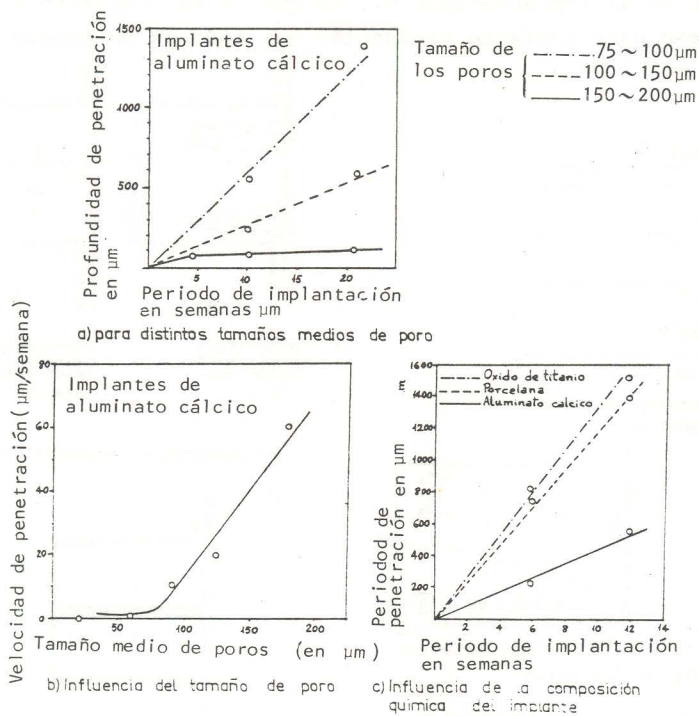 Profundidad de penetración
en µm
1500
1000
500
Implantes de
aluminato cálcico
5
10
15
20
Periodo de implantación
en semanas µm
a) para distintos tamaños medios de poro
Tamaño de
los poros
75 ~ 100 µm
100 ~ 150 µm
150 ~ 200 µm
Velocidad de penetración (µm/semana)
80
60
40
20
0
Implantes de
aluminato cálcico
50
100
150
200
Tamaño medio de poros (en µm)
b) Influencia del tamaño de poro
Periodod de
penetración en µm
m
1600
1400
1200
1000
800
600
400
200
Oxido de titanio
Porcelana
Aluminato calcico
2
4
6
8
10
12
14
Periodo de implantación
en semanas
c) Influencia de .a composición
quimica del implante